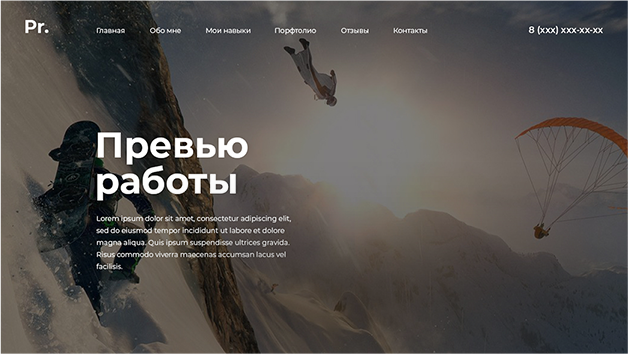 Pr.
Главная Обо мне Мои навыки Порфтолио Отзывы Контакты
8 (xxx) xxx-xx-xx
Превью
работы
Lorem ipsum dolor sit amet, consectetur adipiscing elit,
sed do eiusmod tempor incididunt ut labore et dolore
magna aliqua. Quis ipsum suspendisse ultrices gravida.
Risus commodo viverra maecenas accumsan lacus vel
facilisis.